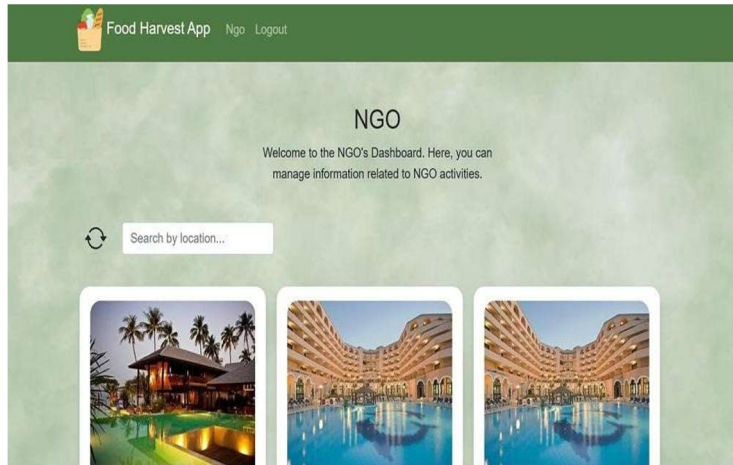 Food Harvest App Ngo Logout
NGO
Welcome to the NGO's Dashboard. Here, you can
manage information related to NGO activities.
Search by location...